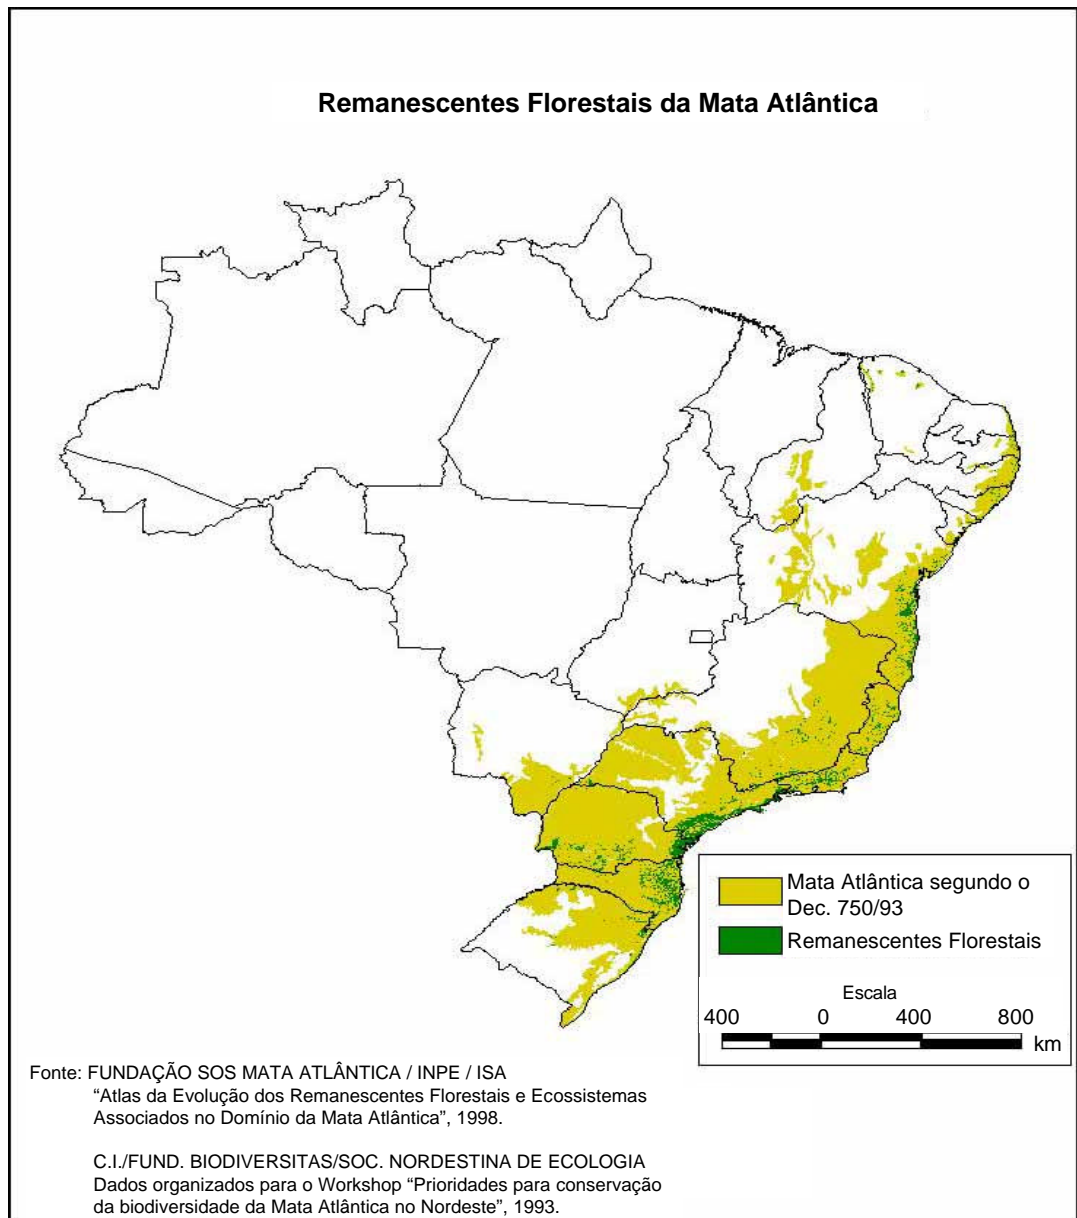 Remanescentes Florestais da Mata Atlântica
Mata Atlântica segundo o
Dec. 750/93
Remanescentes Florestais
Escala
400 0 400 800
km
Fonte: FUNDAÇÃO SOS MATA ATLÂNTICA / INPE / ISA
“Atlas da Evolução dos Remanescentes Florestais e Ecossistemas
Associados no Domínio da Mata Atlântica”, 1998.
C.I./FUND. BIODIVERSITAS/SOC. NORDESTINA DE ECOLOGIA
Dados organizados para o Workshop “Prioridades para conservação
da biodiversidade da Mata Atlântica no Nordeste”, 1993.